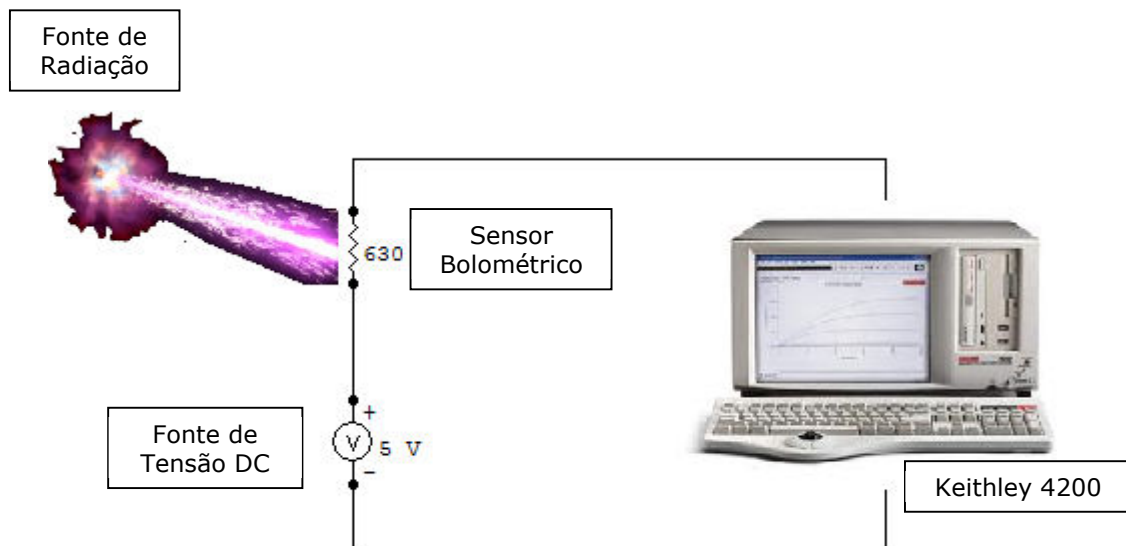 Fonte de
Radiação
630
Sensor
Bolométrico
+
V
5 V
−
Fonte de
Tensão DC
Keithley 4200